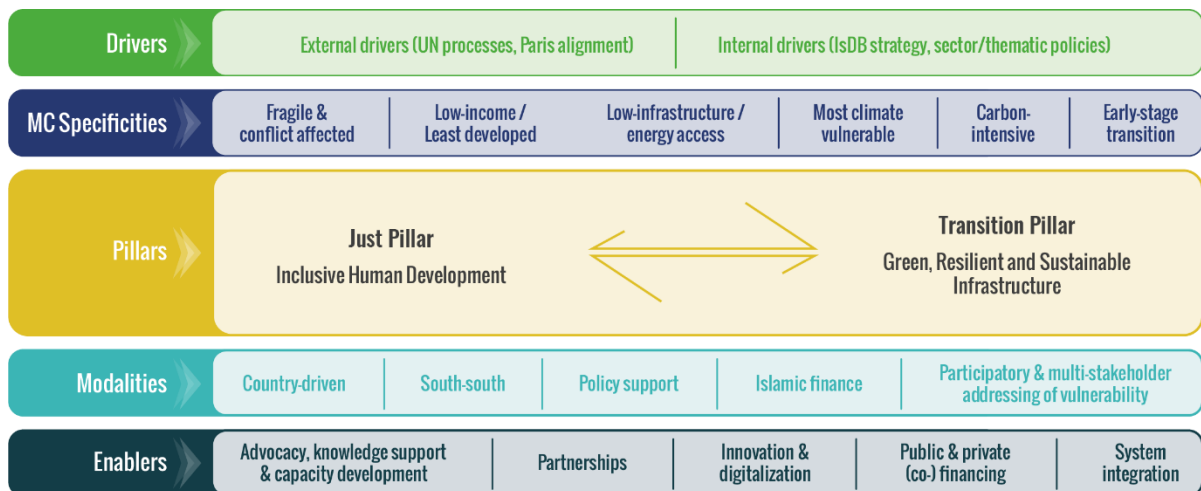 Drivers
External drivers (UN processes, Paris alignment)
Internal drivers (IsDB strategy, sector/thematic policies)
MC Specificities
Fragile &
conflict affected
Low-income /
Least developed
Low-infrastructure /
energy access
Most climate
vulnerable
Carbon-
intensive
Early-stage
transition
Pillars
Just Pillar
Inclusive Human Development
Transition Pillar
Green, Resilient and Sustainable
Infrastructure
Modalities
Country-driven
South-south
Policy support
Islamic finance
Participatory & multi-stakeholder
addressing of vulnerability
Enablers
Advocacy, knowledge support
& capacity development
Partnerships
Innovation &
digitalization
Public & private
(co-) financing
System
integration